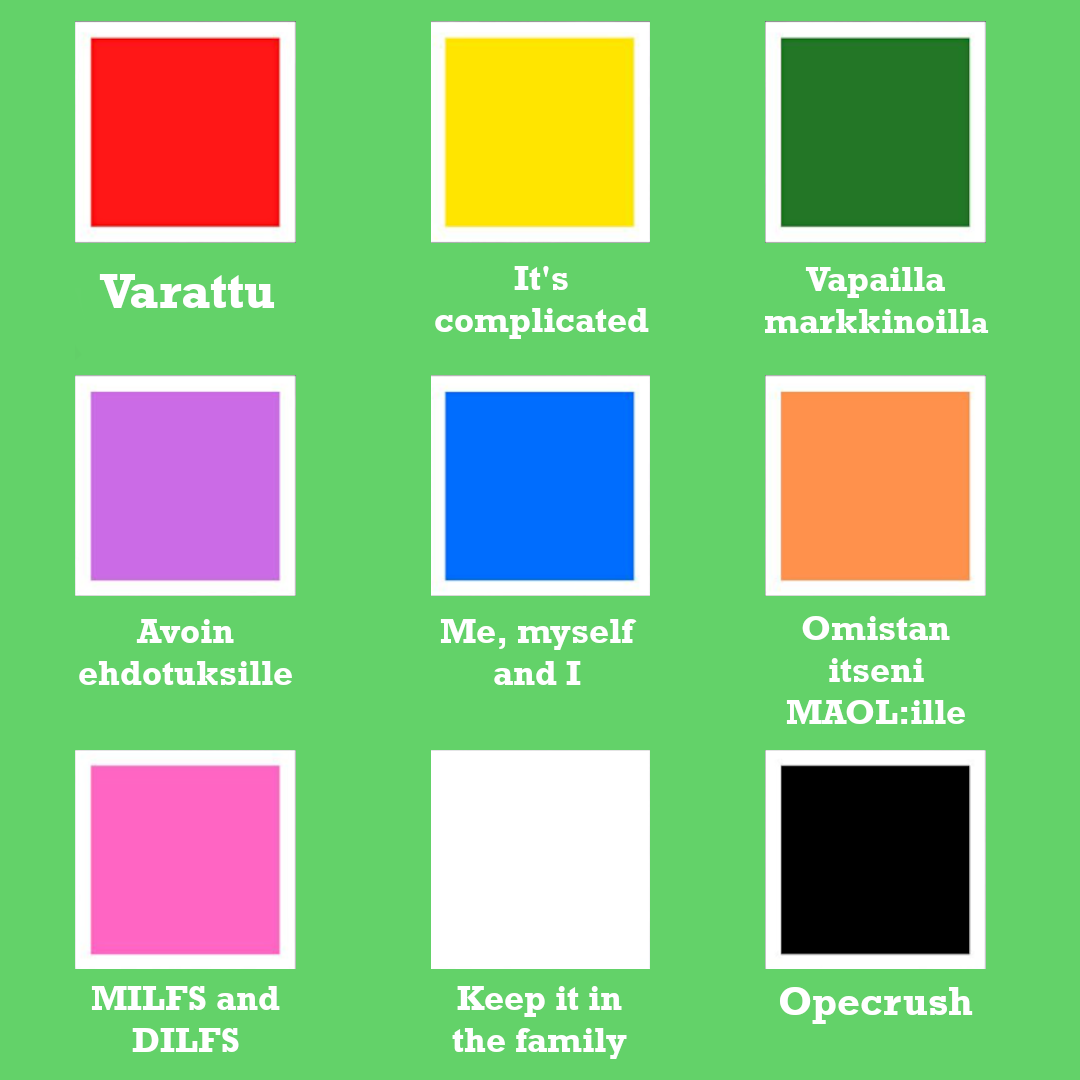 Varattu
It's
complicated
Vapailla
markkinoilla
Avoin
ehdotuksille
Me, myself
and I
Omistan
itseni
MAOL:ille
MILFS and
DILFS
Keep it in
the family
Opecrush